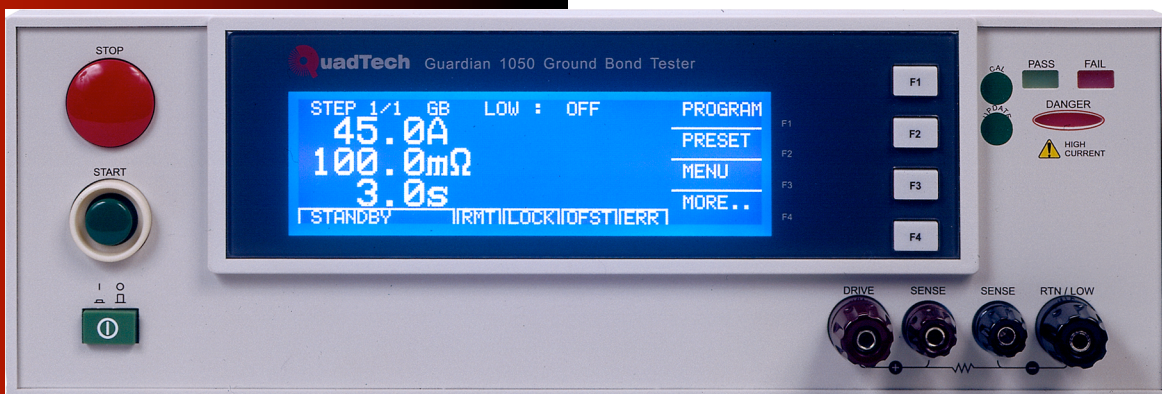 STOP
START
I O
QuadTech Guardian 1050 Ground Bond Tester
STEP 1/1 GB LOW : OFF
45.0A
100.0mΩ
3.0s
STANDBY RMT LOCK OFST ERR
PROGRAM
PRESET
MENU
MORE..
F1
F2
F3
F4
F1
F2
F3
F4
CAL
UPDATE
PASS FAIL
DANGER
HIGH
CURRENT
DRIVE SENSE SENSE RTN / LOW
+ −